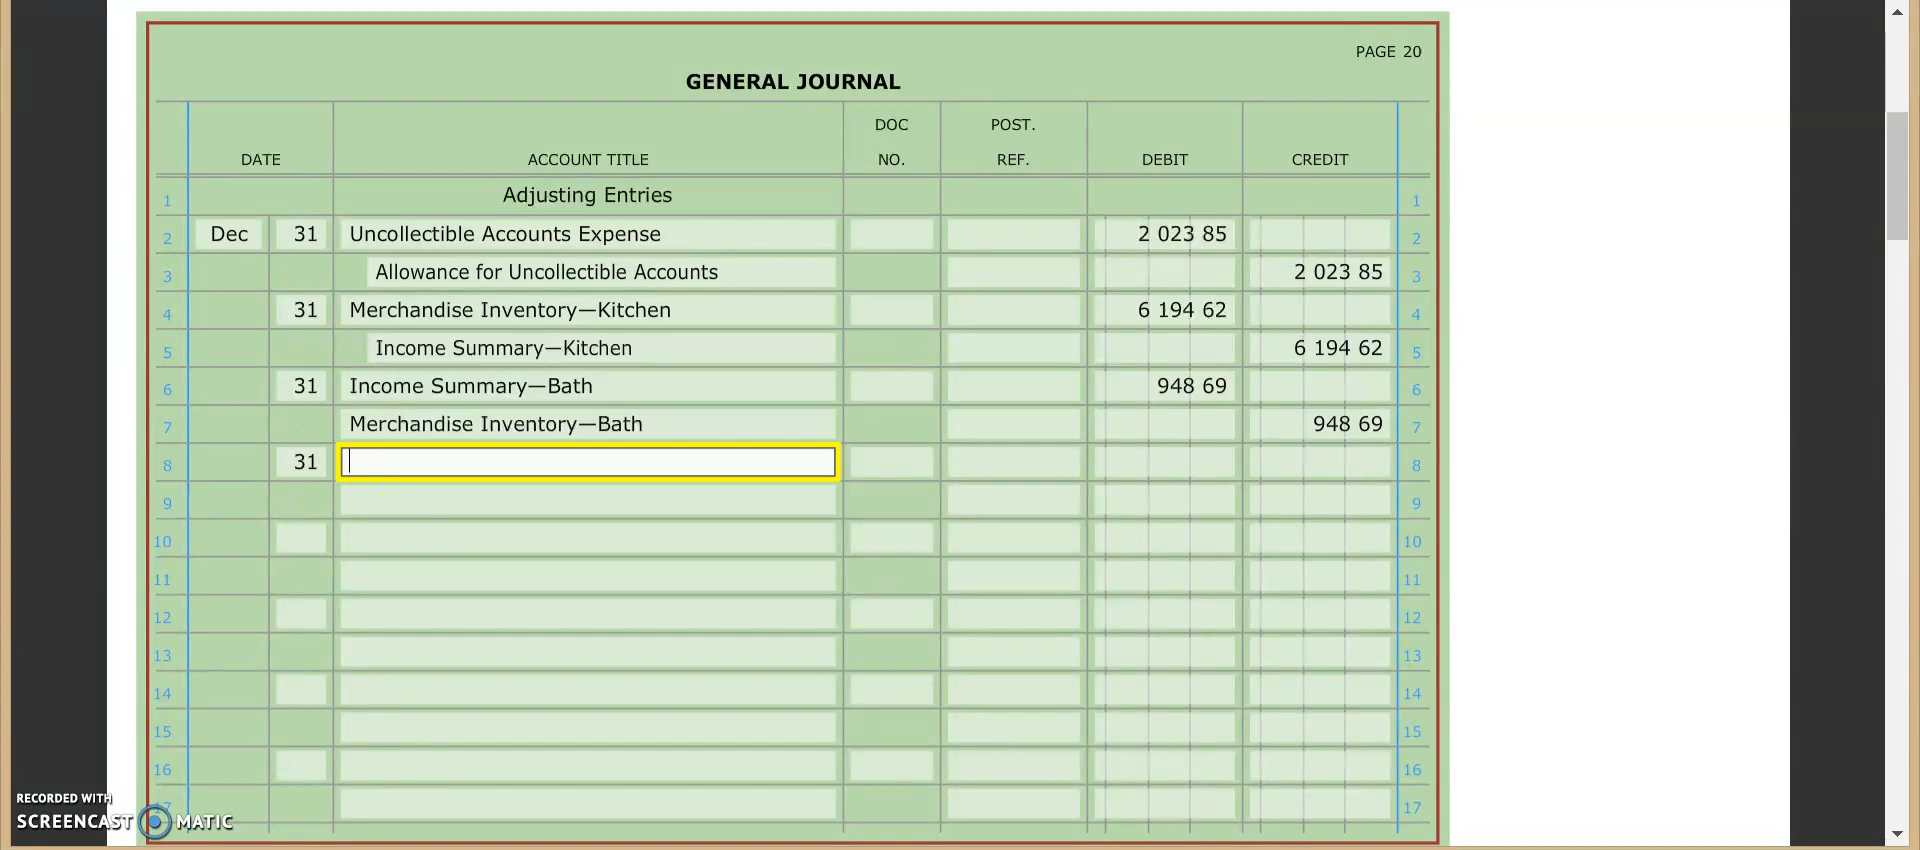 PAGE 20
GENERAL JOURNAL
DATE ACCOUNT TITLE DOC NO. POST. REF. DEBIT CREDIT
1 Adjusting Entries 1
2 Dec 31 Uncollectible Accounts Expense 2 023 85 2
3 Allowance for Uncollectible Accounts 2 023 85 3
4 31 Merchandise Inventory—Kitchen 6 194 62 4
5 Income Summary—Kitchen 6 194 62 5
6 31 Income Summary—Bath 948 69 6
7 Merchandise Inventory—Bath 948 69 7
8 31 8
9 9
10 10
11 11
12 12
13 13
14 14
15 15
16 16
17 17
RECORDED WITH
SCREENCAST MATIC